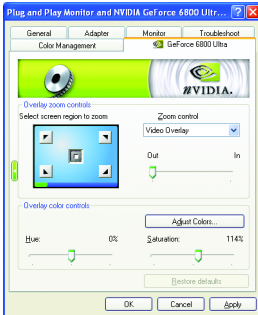 Plug and Play Monitor and NVIDIA GeForce 6800 Ultr...
General Adapter Monitor Troubleshoot
Color Management GeForce 6800 Ultra
NVIDIA.
Overlay zoom controls
Select screen region to zoom
Zoom control
Video Overlay
Out In
Overlay color controls
Adjust Colors...
Hue: 0% Saturation: 114%
Restore defaults
OK Cancel Apply